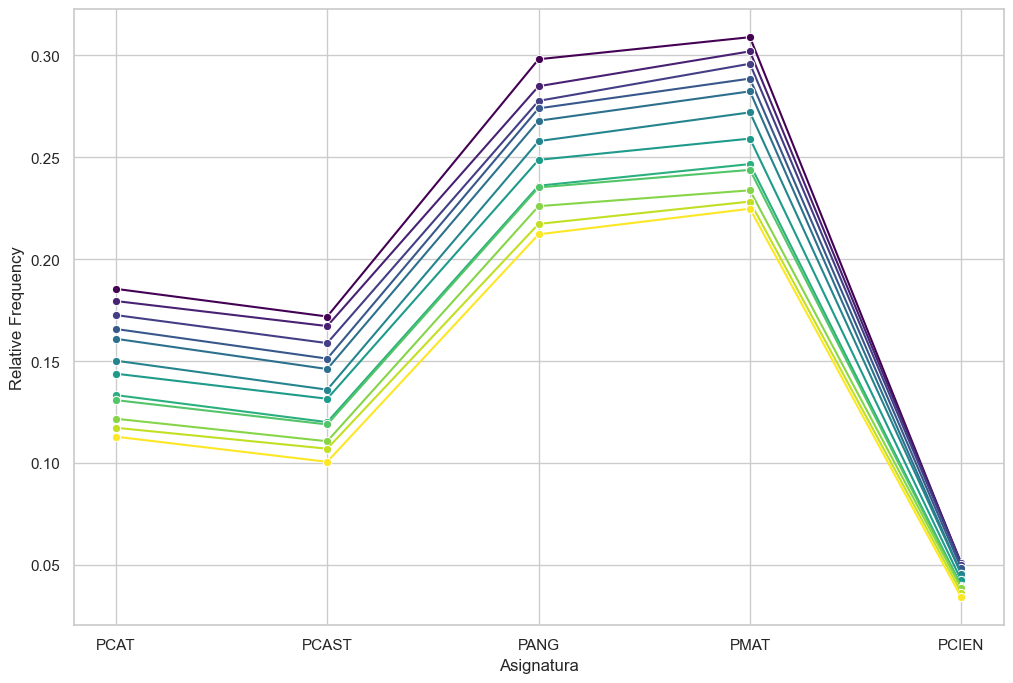 Relative Frequency
0.30
0.25
0.20
0.15
0.10
0.05
PCAT PCAST PANG PMAT PCIEN
Asignatura